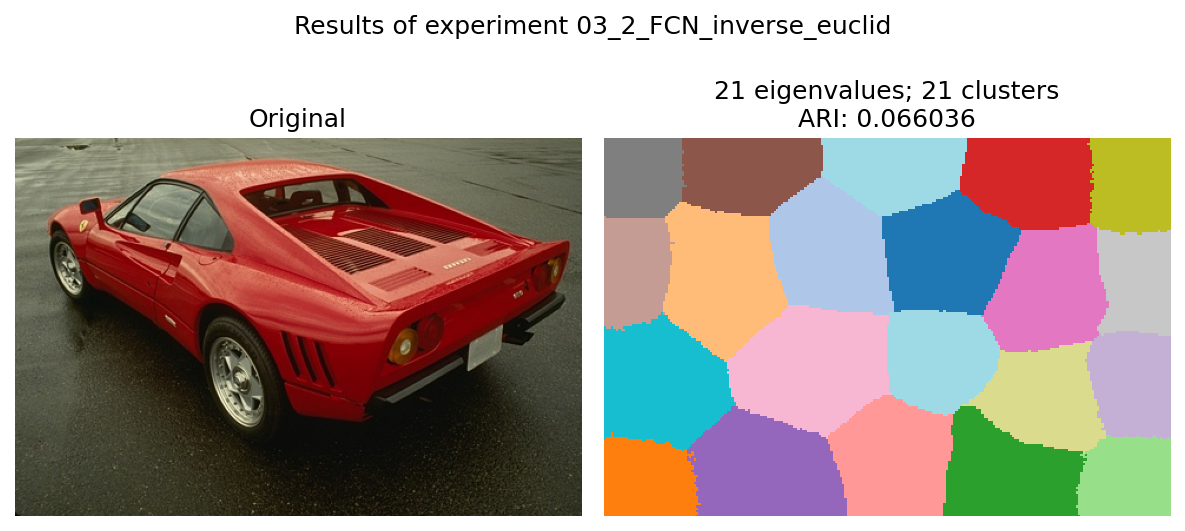 Results of experiment 03_2_FCN_inverse_euclid
Original
21 eigenvalues; 21 clusters
ARI: 0.066036